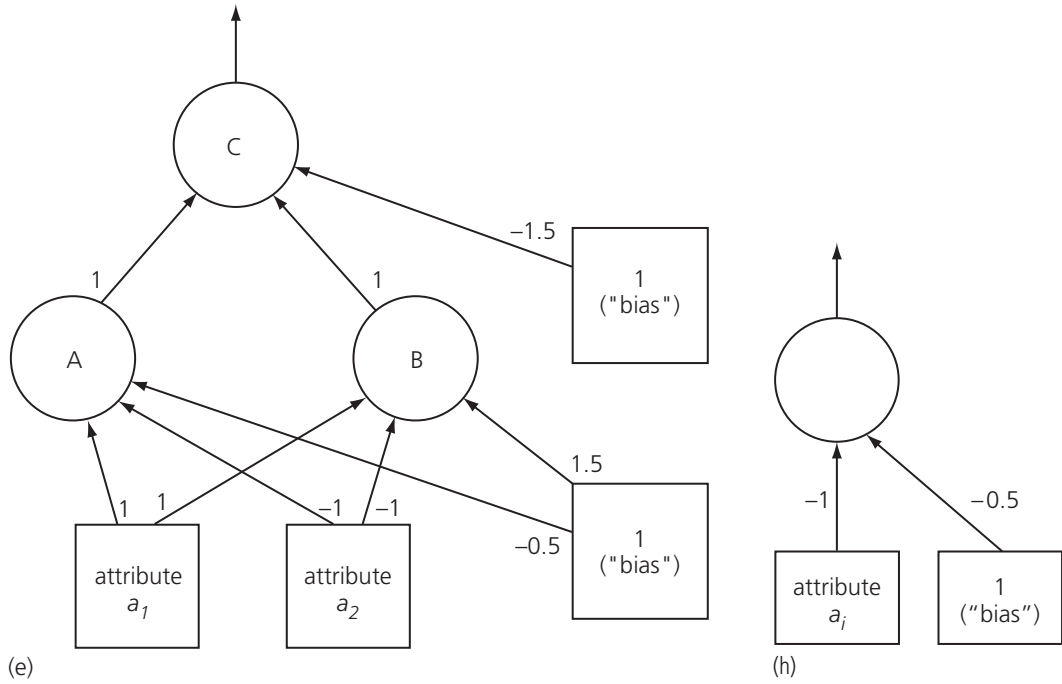 C
–1.5
1
("bias")
1
1
A
B
1.5
1
1
–1
–1
–0.5
attribute
a1
attribute
a2
1
("bias")
(e)
–1
–0.5
attribute
ai
1
(“bias”)
(h)